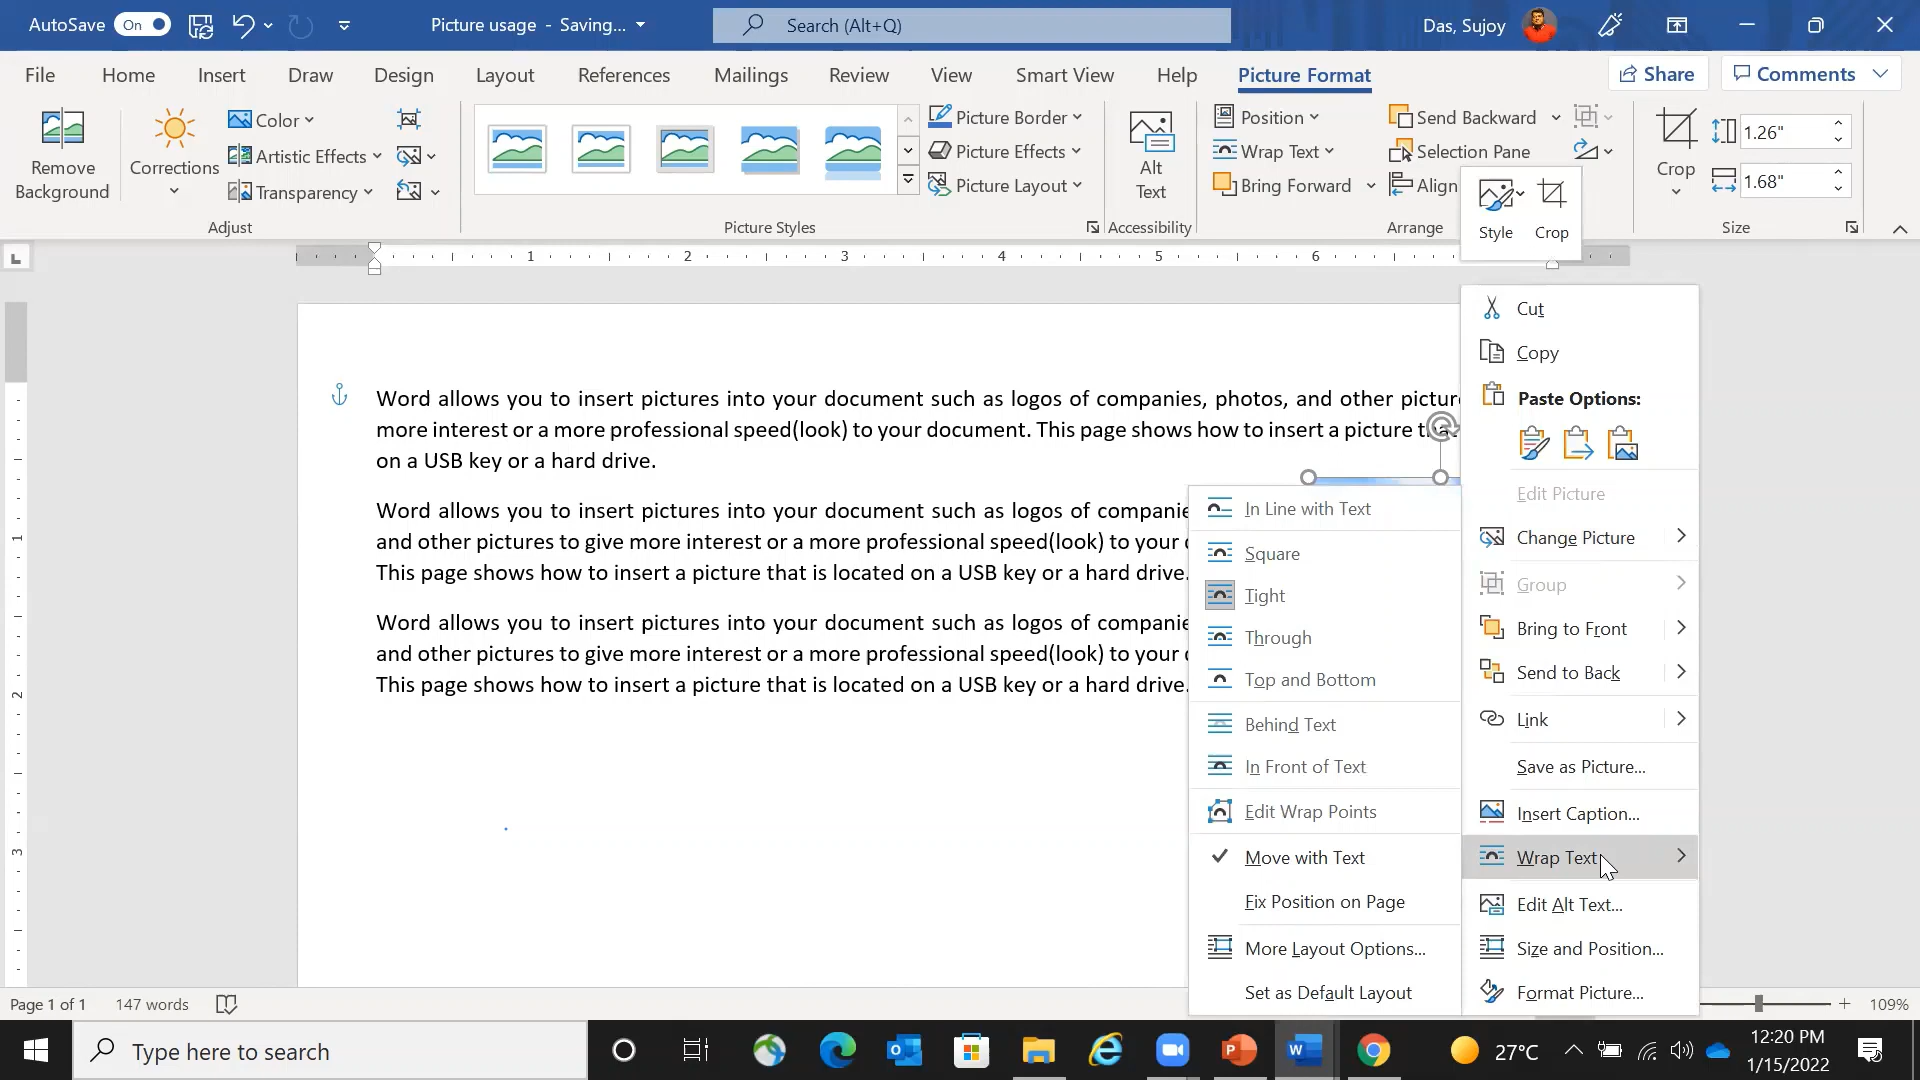 AutoSave On Picture usage - Saving... Search (Alt+Q) Das, Sujoy
File Home Insert Draw Design Layout References Mailings Review View Smart View Help Picture Format Share Comments
Remove Background
Corrections
Color
Artistic Effects
Transparency
Adjust
Picture Styles
Picture Border
Picture Effects
Picture Layout
Alt Text
Accessibility
Position
Wrap Text
Bring Forward
Send Backward
Selection Pane
Align
Arrange
Crop
1.26"
1.68"
Size
Style Crop
1 2 3 4 5 6
Word allows you to insert pictures into your document such as logos of companies, photos, and other
more interest or a more professional speed(look) to your document. This page shows how to insert a picture
on a USB key or a hard drive.
Word allows you to insert pictures into your document such as logos of
and other pictures to give more interest or a more professional speed(look) to your
This page shows how to insert a picture that is located on a USB key or a hard drive.
Word allows you to insert pictures into your document such as logos of
and other pictures to give more interest or a more professional speed(look) to your
This page shows how to insert a picture that is located on a USB key or a hard drive.
1
2
3
In Line with Text
Square
Tight
Through
Top and Bottom
Behind Text
In Front of Text
Edit Wrap Points
Move with Text
Fix Position on Page
More Layout Options...
Set as Default Layout
Cut
Copy
Paste Options:
Edit Picture
Change Picture
Group
Bring to Front
Send to Back
Link
Save as Picture...
Insert Caption...
Wrap Text
Edit Alt Text...
Size and Position...
Format Picture...
Page 1 of 1 147 words 109%
Type here to search 27°C 12:20 PM
1/15/2022